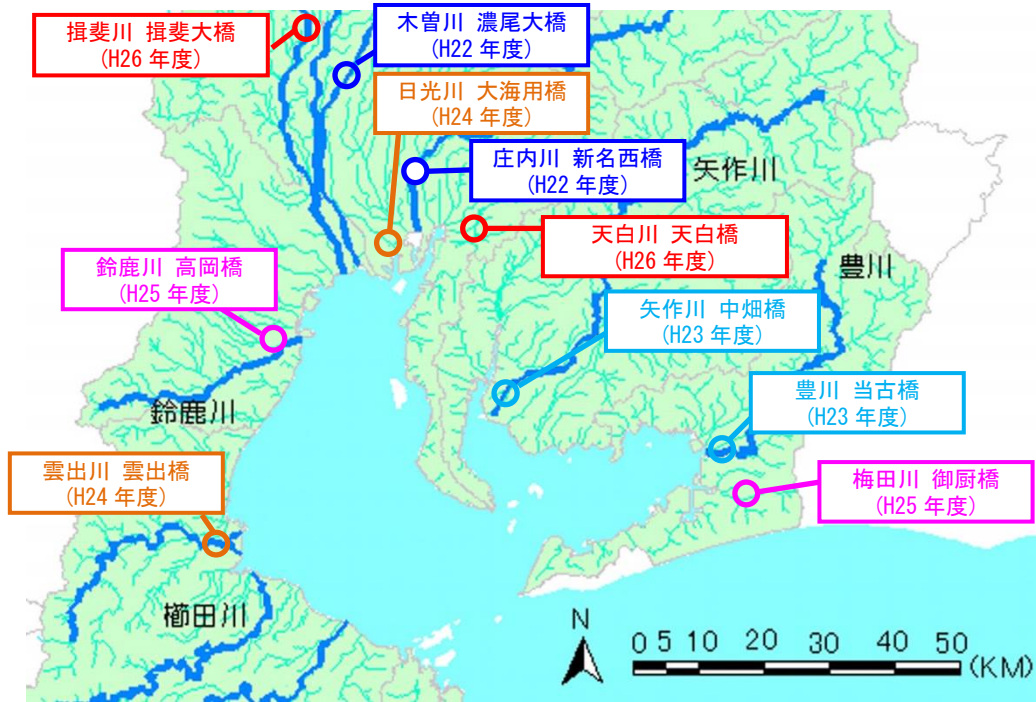 揖斐川 揖斐大橋
(H26 年度)
木曽川 濃尾大橋
(H22 年度)
日光川 大海用橋
(H24 年度)
庄内川 新名西橋
(H22 年度)
矢作川
天白川 天白橋
(H26 年度)
鈴鹿川 高岡橋
(H25 年度)
豊川
矢作川 中畑橋
(H23 年度)
豊川 当古橋
(H23 年度)
鈴鹿川
雲出川 雲出橋
(H24 年度)
梅田川 御厨橋
(H25 年度)
櫛田川
N
0 5 10 20 30 40 50
(KM)